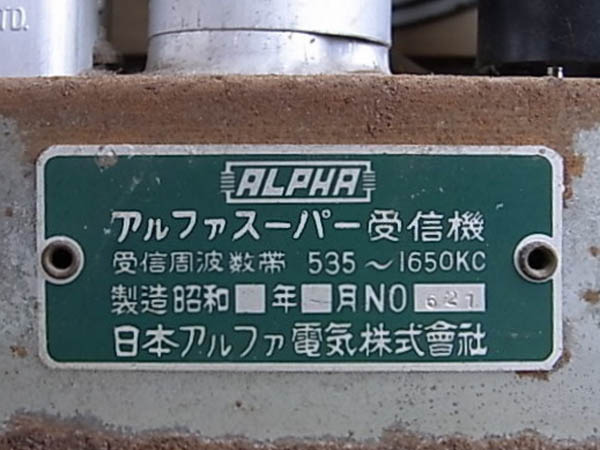 TD.
ALPHA
アルファスーパー受信機
受信周波数帯 535～1650KC
製造昭和 年 月 NO 621
日本アルファ電気株式會社